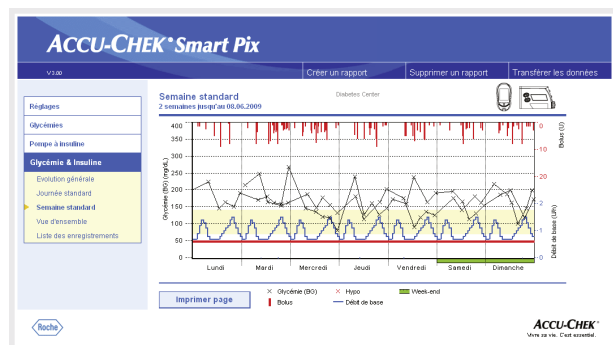 ACCU-CHEK® Smart Pix
V 3.00
Créer un rapport
Supprimer un rapport
Transférer les données
Réglages
Glycémies
Pompe à insuline
Glycémie & Insuline
Evolution générale
Journée standard
Semaine standard
Vue d'ensemble
Liste des enregistrements
Semaine standard
2 semaines jusqu'au 08.06.2009
Diabetes Center
Glycémie (BG) (mg/dL)
400
350
300
250
200
150
100
50
0
Bolus (U)
0
10
20
2
1
0
Débit de base (U/h)
Lundi
Mardi
Mercredi
Jeudi
Vendredi
Samedi
Dimanche
Imprimer page
Glycémie (BG)
Hypo
Week-end
Bolus
Débit de base
Roche
ACCU-CHEK®
Vivre sa vie. C'est essentiel.